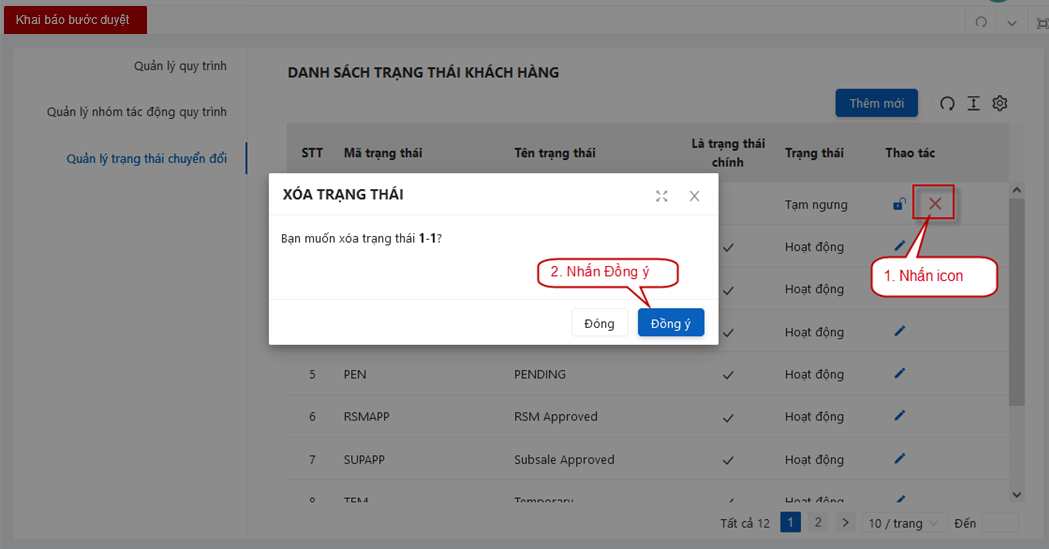 Khai báo bước duyệt
Quản lý quy trình
Quản lý nhóm tác động quy trình
Quản lý trạng thái chuyển đổi
DANH SÁCH TRẠNG THÁI KHÁCH HÀNG
Thêm mới
STT Mã trạng thái Tên trạng thái Là trạng thái chính Trạng thái Thao tác
Tạm ngưng
Hoạt động
Hoạt động
Hoạt động
XÓA TRẠNG THÁI
Bạn muốn xóa trạng thái 1-1?
2. Nhấn Đồng ý
Đóng Đồng ý
1. Nhấn icon
5 PEN PENDING Hoạt động
6 RSMAPP RSM Approved Hoạt động
7 SUPAPP Subsale Approved Hoạt động
8 TEM Temporary Hoạt động
Tất cả 12 1 2 10 / trang Đến